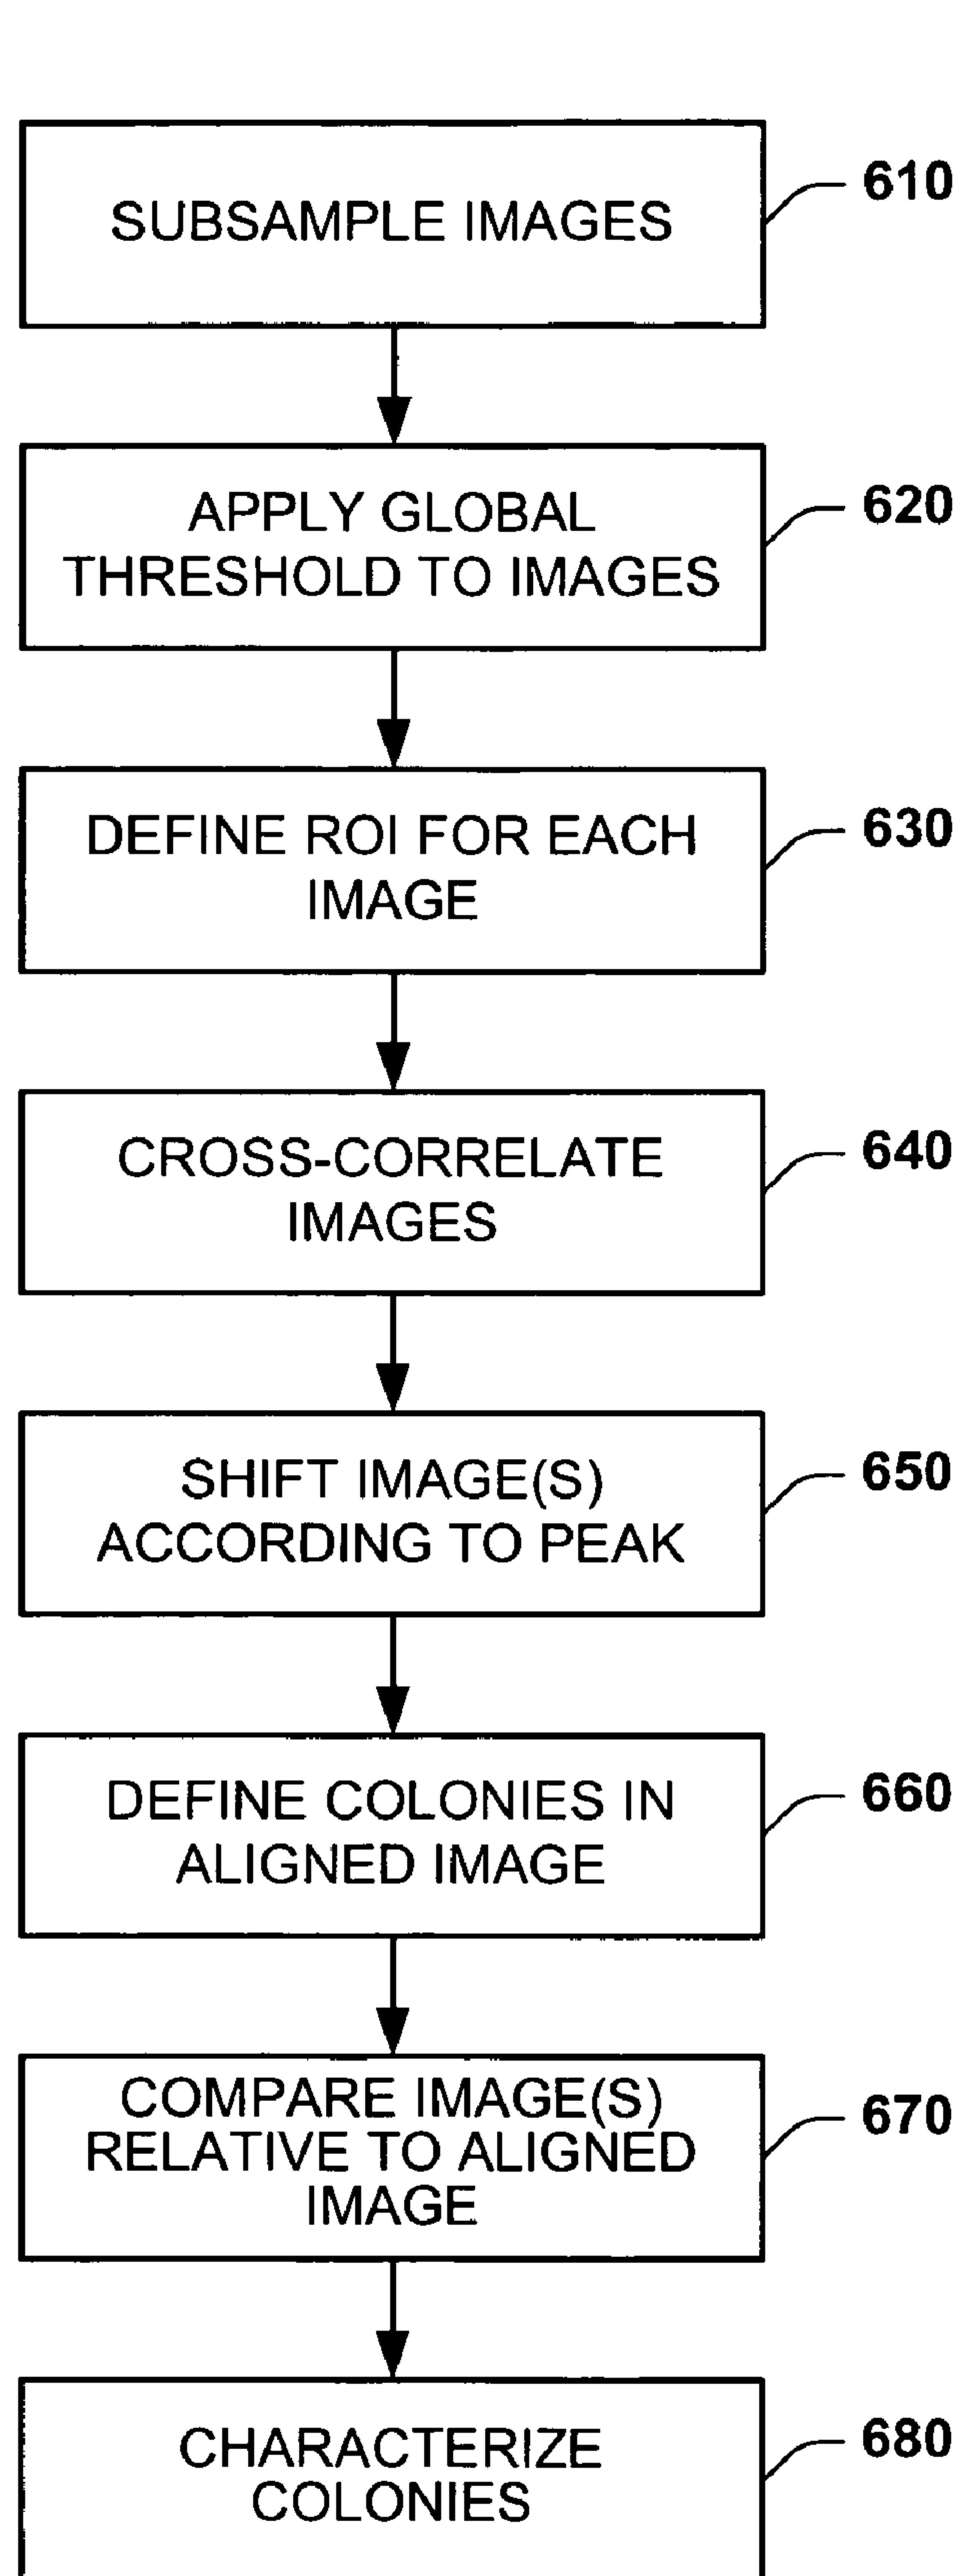 SUBSAMPLE IMAGES
610
APPLY GLOBAL
THRESHOLD TO IMAGES
620
DEFINE ROI FOR EACH
IMAGE
630
CROSS-CORRELATE
IMAGES
640
SHIFT IMAGE(S)
ACCORDING TO PEAK
650
DEFINE COLONIES IN
ALIGNED IMAGE
660
COMPARE IMAGE(S)
RELATIVE TO ALIGNED
IMAGE
670
CHARACTERIZE
COLONIES
680